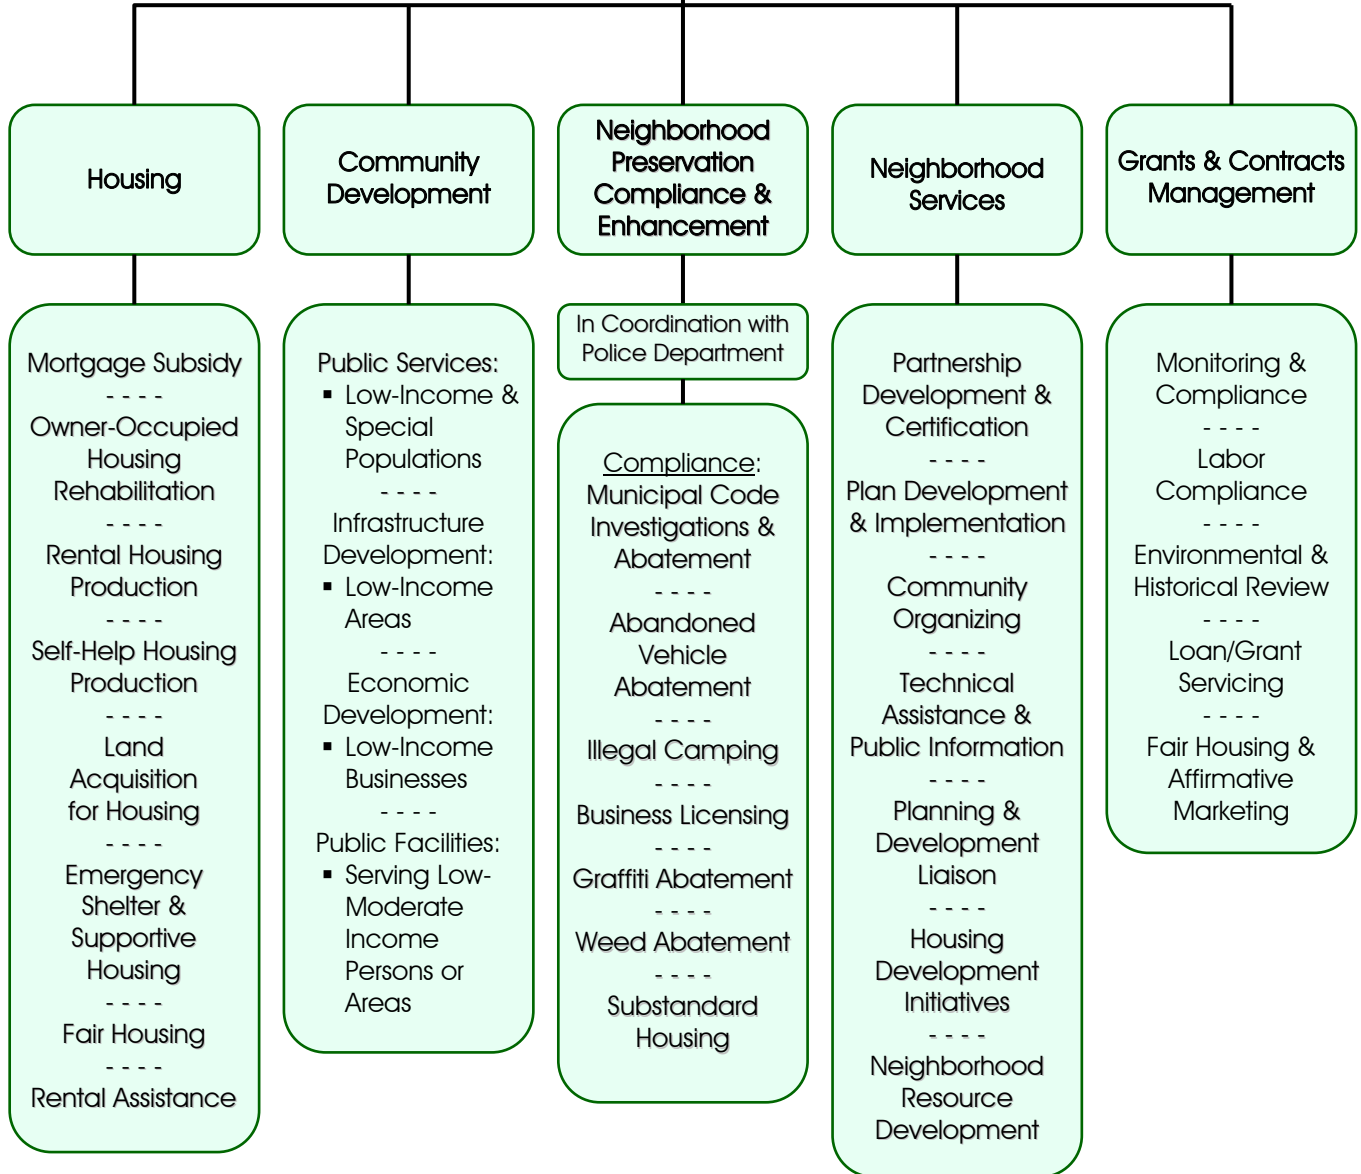 Housing
Community
Development
Neighborhood
Preservation
Compliance &
Enhancement
Neighborhood
Services
Grants & Contracts
Management
Mortgage Subsidy
- - - -
Owner-Occupied
Housing
Rehabilitation
- - - -
Rental Housing
Production
- - - -
Self-Help Housing
Production
- - - -
Land
Acquisition
for Housing
- - - -
Emergency
Shelter &
Supportive
Housing
- - - -
Fair Housing
- - - -
Rental Assistance
Public Services:
▪ Low-Income &
Special
Populations
- - - -
Infrastructure
Development:
▪ Low-Income
Areas
- - - -
Economic
Development:
▪ Low-Income
Businesses
- - - -
Public Facilities:
▪ Serving Low-
Moderate
Income
Persons or
Areas
In Coordination with
Police Department
Compliance:
Municipal Code
Investigations &
Abatement
- - - -
Abandoned
Vehicle
Abatement
- - - -
Illegal Camping
- - - -
Business Licensing
- - - -
Graffiti Abatement
- - - -
Weed Abatement
- - - -
Substandard
Housing
Partnership
Development &
Certification
- - - -
Plan Development
& Implementation
- - - -
Community
Organizing
- - - -
Technical
Assistance &
Public Information
- - - -
Planning &
Development
Liaison
- - - -
Housing
Development
Initiatives
- - - -
Neighborhood
Resource
Development
Monitoring &
Compliance
- - - -
Labor
Compliance
- - - -
Environmental &
Historical Review
- - - -
Loan/Grant
Servicing
- - - -
Fair Housing &
Affirmative
Marketing